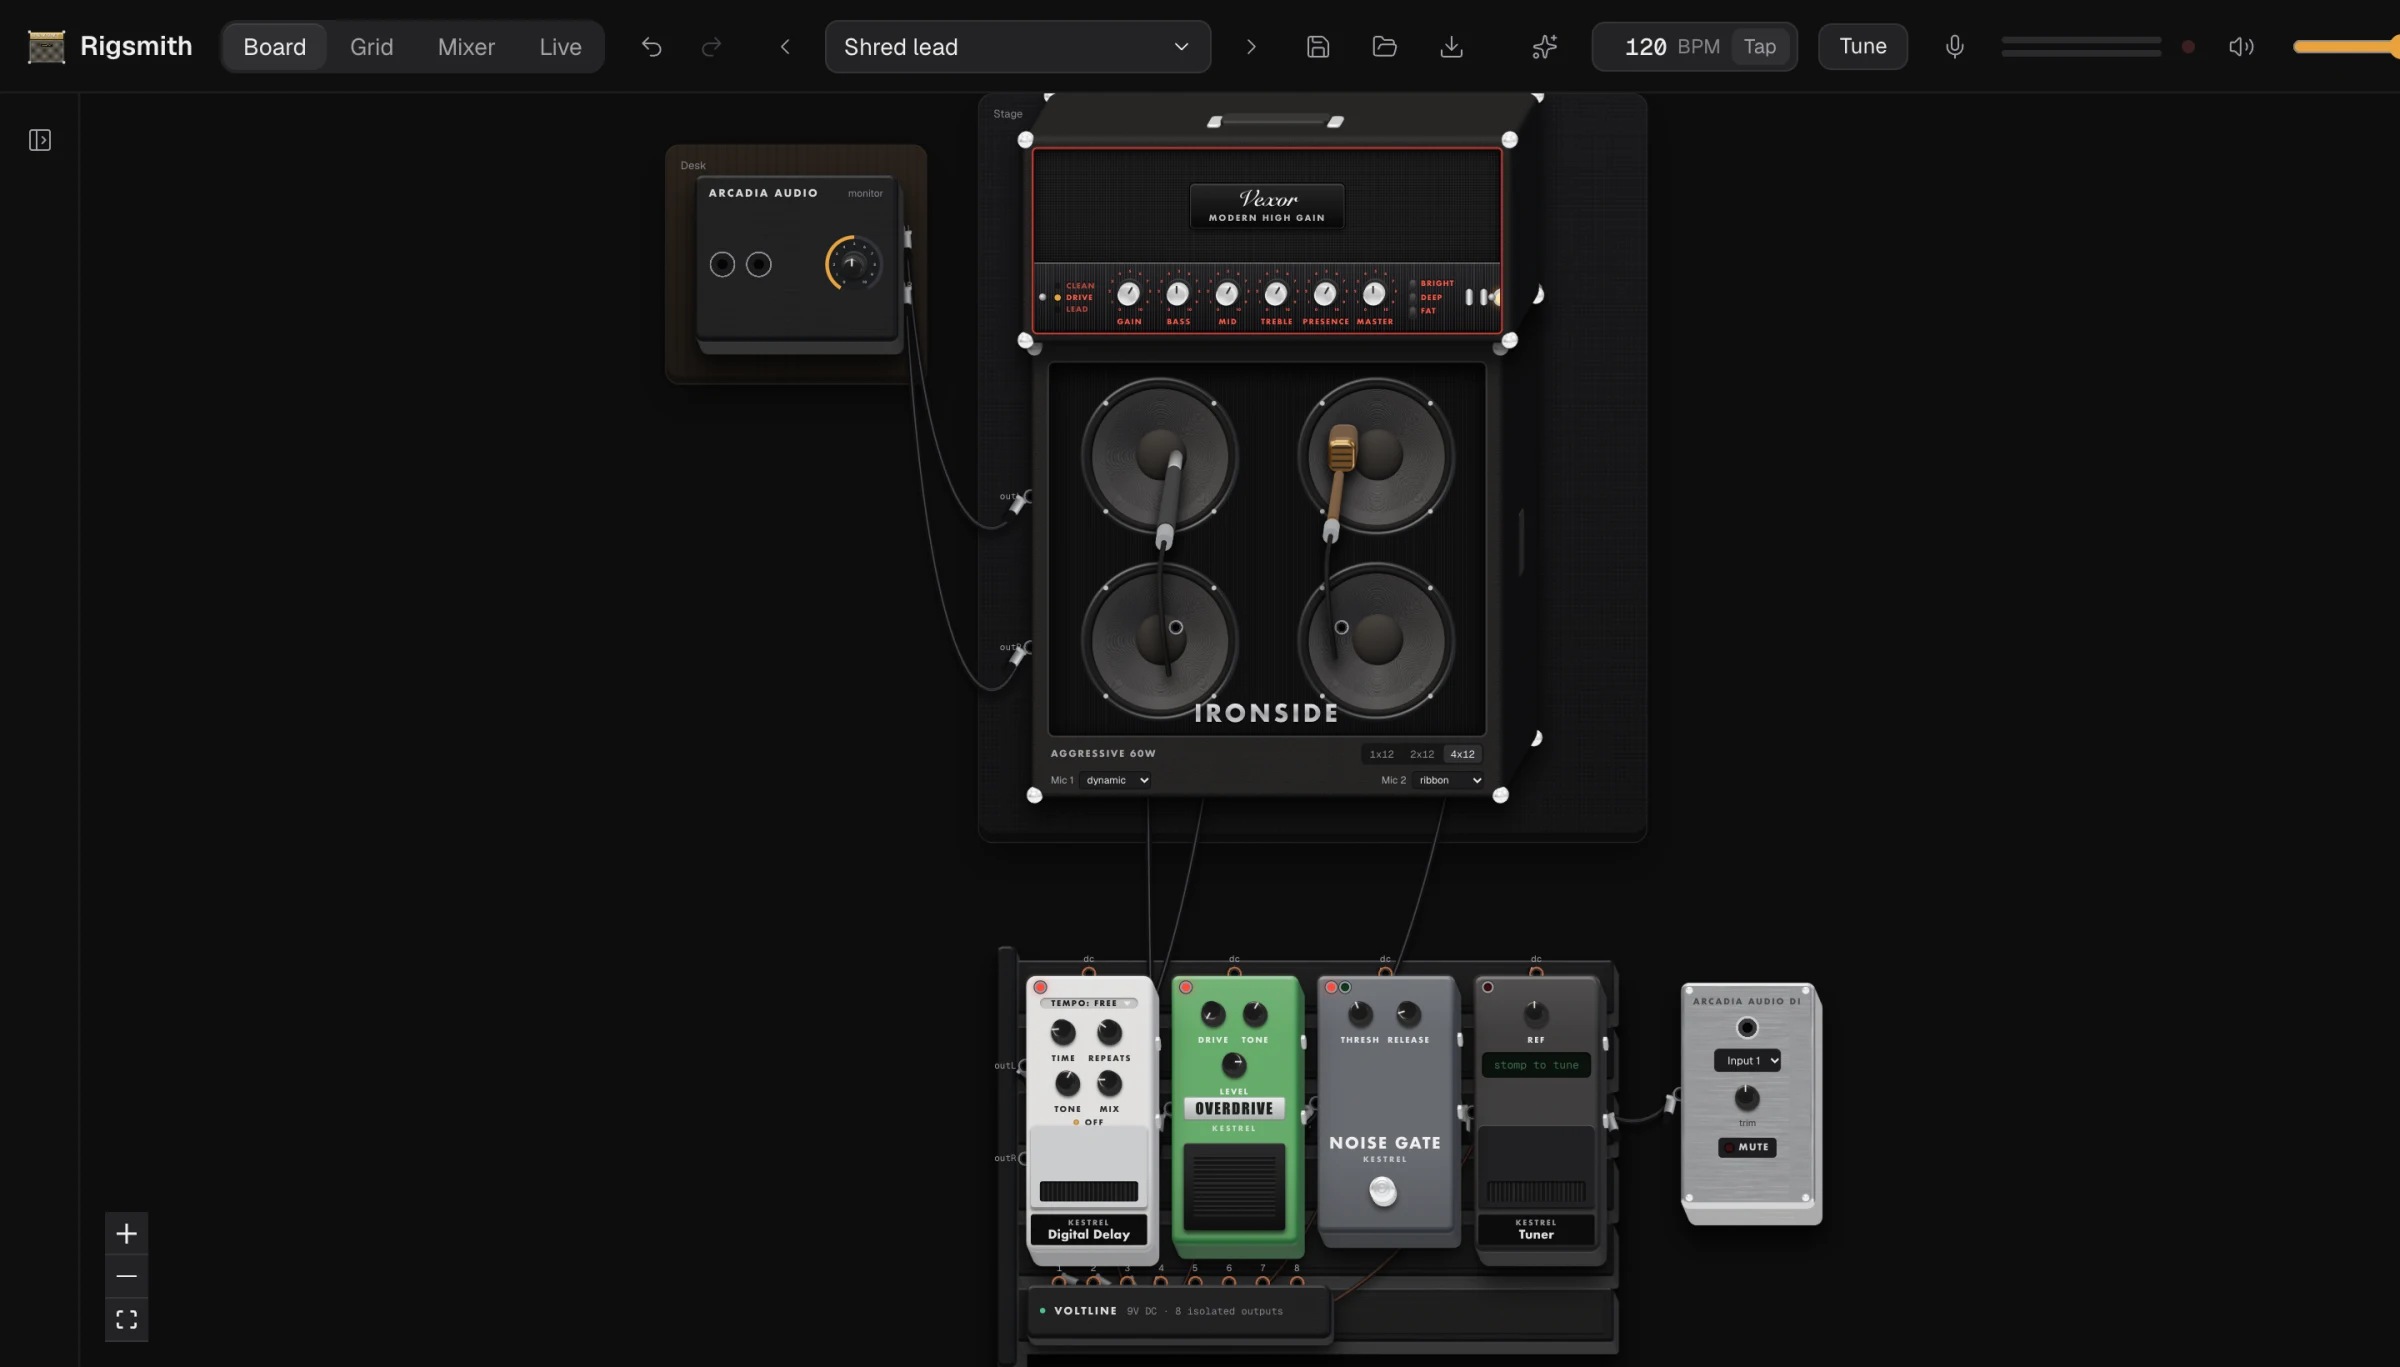 Rigsmith
Board Grid Mixer Live
Shred lead
120 BPM Tap
Tune
Desk
ARCADIA AUDIO monitor
Stage
Vexor
MODERN HIGH GAIN
CLEAN
DRIVE
LEAD
GAIN BASS MID TREBLE PRESENCE MASTER
BRIGHT
DEEP
FAT
IRONSIDE
AGGRESSIVE 60W
1x12 2x12 4x12
Mic 1 dynamic
Mic 2 ribbon
dc dc dc dc
outL
outR
TEMPO: FREE
TIME REPEATS
TONE MIX
OFF
KESTREL
Digital Delay
DRIVE TONE
LEVEL
OVERDRIVE
KESTREL
THRESH RELEASE
NOISE GATE
KESTREL
REF
stomp to tune
KESTREL
Tuner
ARCADIA AUDIO DI
Input 1
trim
MUTE
1 2 3 4 5 6 7 8
VOLTLINE 9V DC · 8 isolated outputs